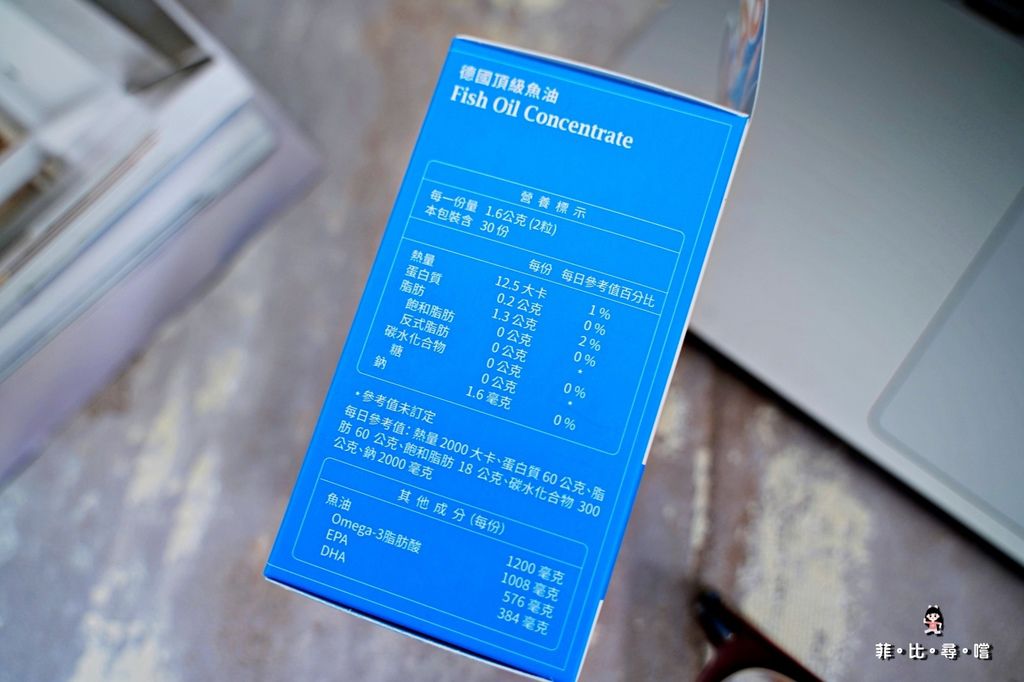 德國頂級魚油
Fish Oil Concentrate
營養標示
每一份量 1.6公克 (2粒)
本包裝含 30份
每份 每日參考值百分比
熱量 12.5 大卡 1%
蛋白質 0.2 公克 0%
脂肪 1.3 公克 2%
飽和脂肪 0 公克 0%
反式脂肪 0 公克 *
碳水化合物 0 公克 0%
糖 0 公克 *
鈉 1.6 毫克 0%
*參考值未訂定
每日參考值：熱量 2000 大卡、蛋白質 60 公克、脂
肪 60 公克、飽和脂肪 18 公克、碳水化合物 300
公克、鈉 2000 毫克
其他成分 (每份)
魚油 1200 毫克
Omega-3脂肪酸 1008 毫克
EPA 576 毫克
DHA 384 毫克
菲。比。尋。嚐